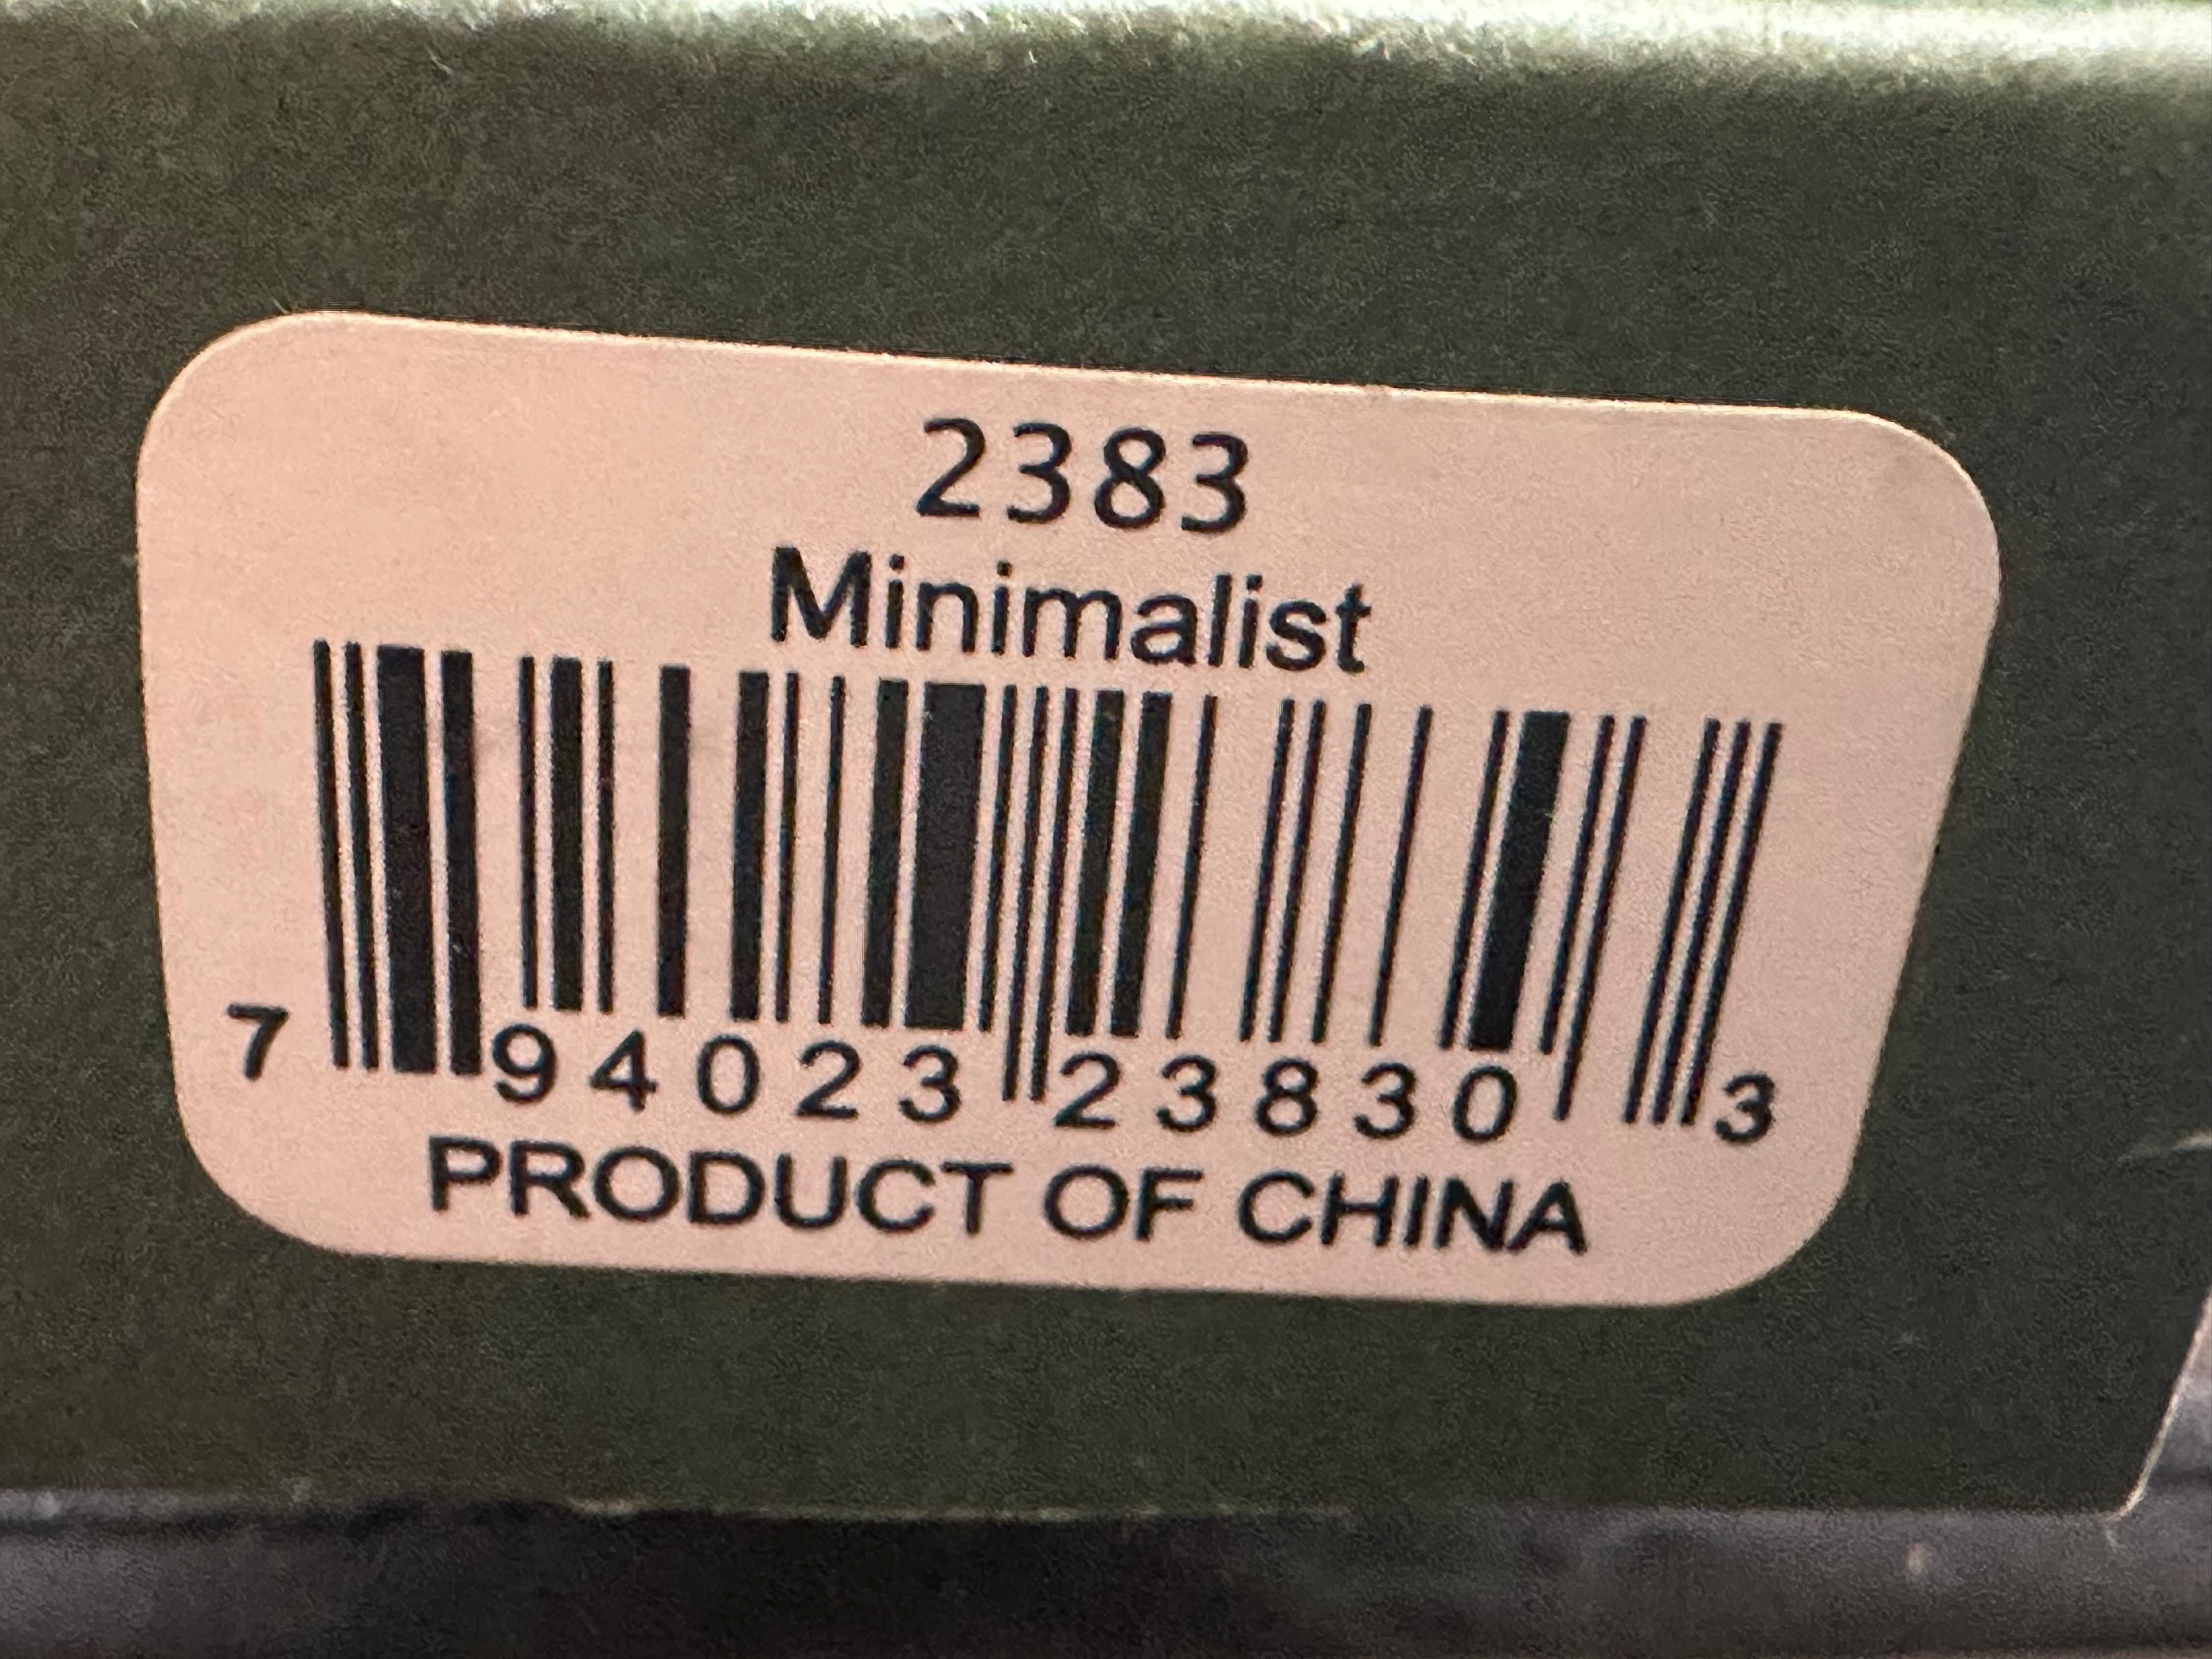 2383
Minimalist
7 94023 23830 3
PRODUCT OF CHINA